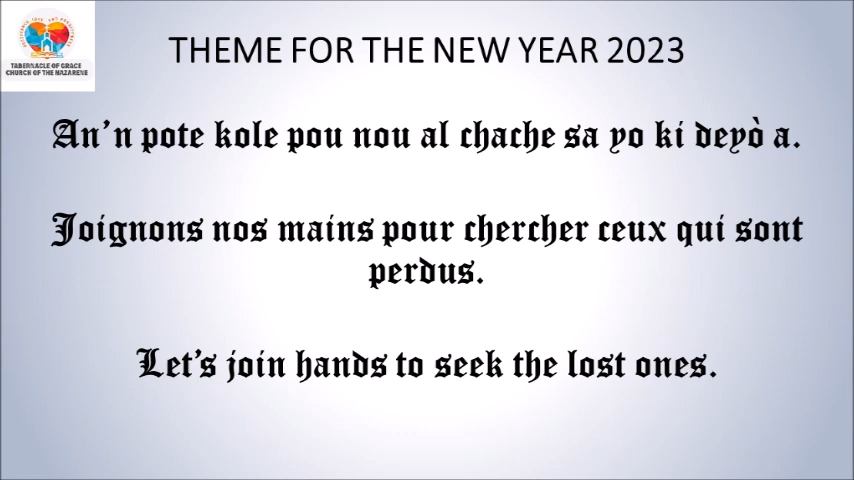 TABERNACLE OF GRACE
CHURCH OF THE NAZARENE
THEME FOR THE NEW YEAR 2023
An'n pote kole pou nou al chache sa yo ki deyò a.
Joignons nos mains pour chercher ceux qui sont
perdus.
Let's join hands to seek the lost ones.